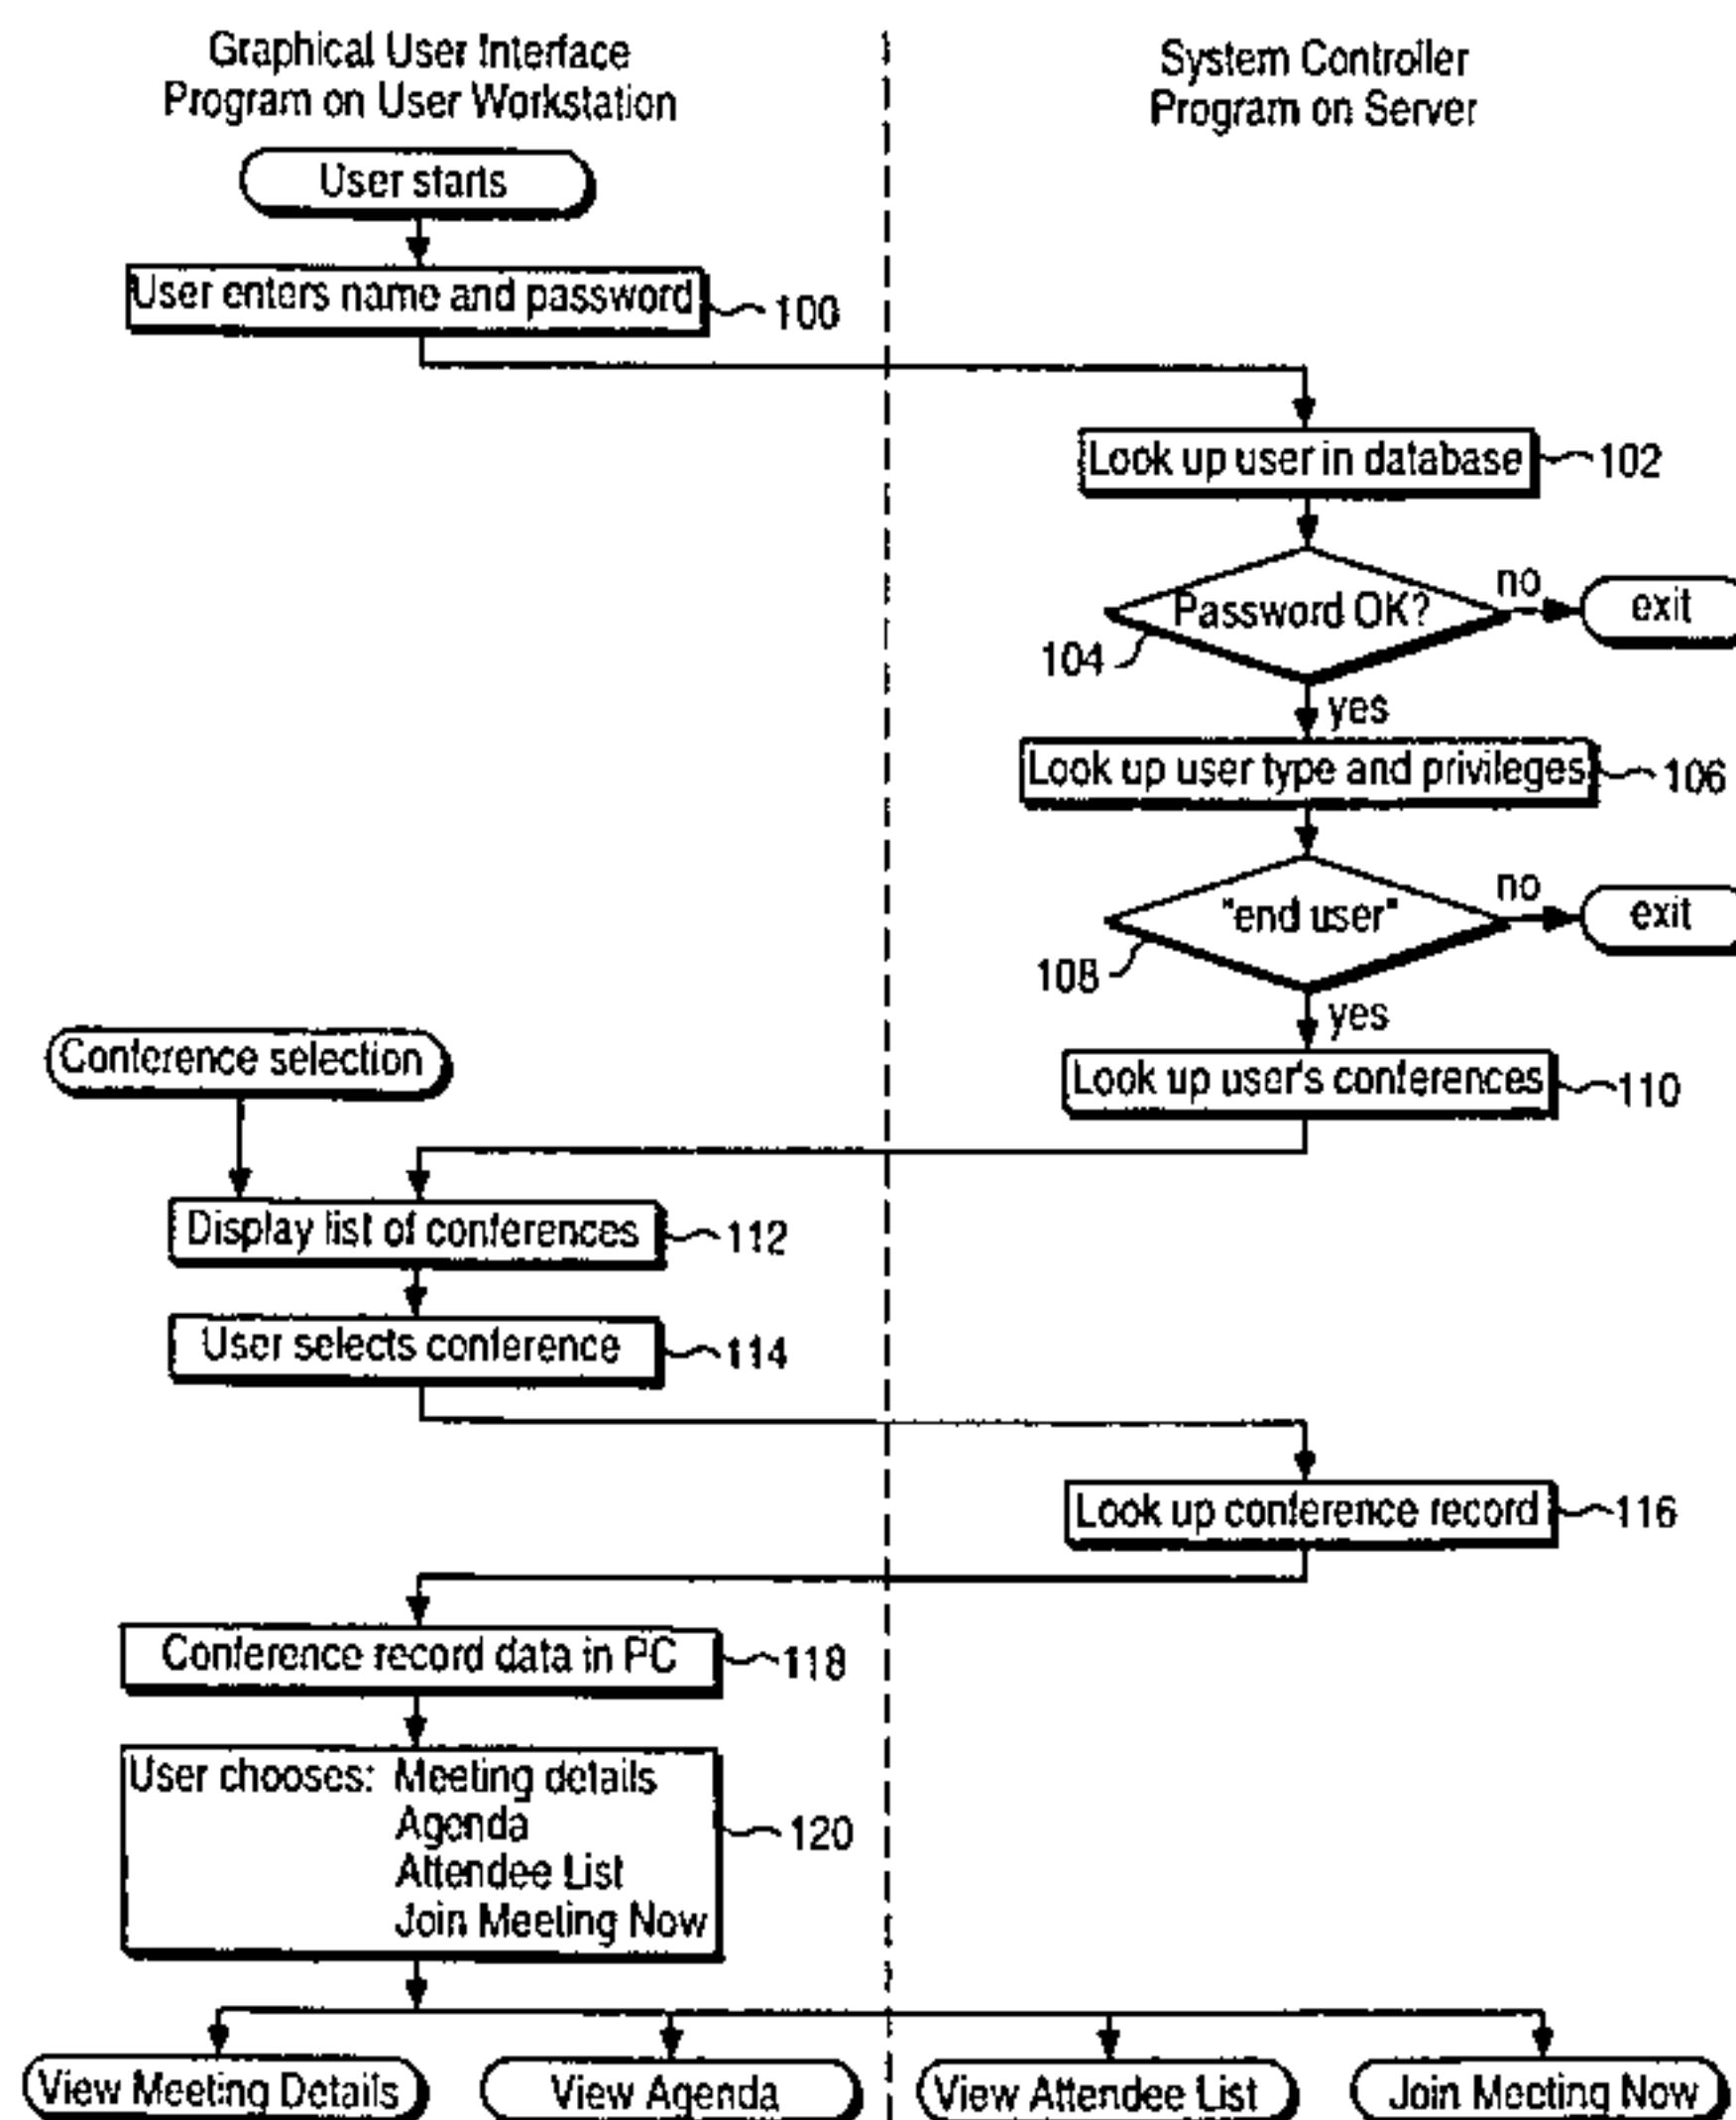 Graphical User Interface
Program on User Workstation
System Controller
Program on Server
User starts
User enters name and password
100
Look up user in database
102
Password OK?
no
exit
104
yes
Look up user type and privileges
106
"end user"
no
exit
108
yes
Conference selection
Look up user's conferences
110
Display list of conferences
112
User selects conference
114
Look up conference record
116
Conference record data in PC
118
User chooses: Meeting details
Agenda
Attendee List
Join Meeting Now
120
View Meeting Details
View Agenda
View Attendee List
Join Meeting Now